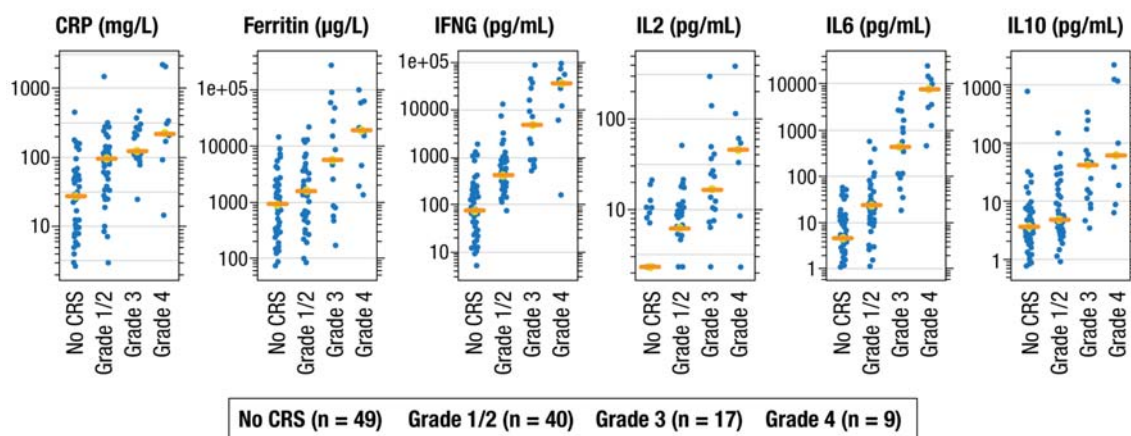 CRP (mg/L) Ferritin (µg/L) IFNG (pg/mL) IL2 (pg/mL) IL6 (pg/mL) IL10 (pg/mL)
1000
100
10
1e+05
10000
1000
100
1e+05
10000
1000
100
10
100
10
10000
1000
100
10
1
1000
100
10
1
No CRS
Grade 1/2
Grade 3
Grade 4
No CRS
Grade 1/2
Grade 3
Grade 4
No CRS
Grade 1/2
Grade 3
Grade 4
No CRS
Grade 1/2
Grade 3
Grade 4
No CRS
Grade 1/2
Grade 3
Grade 4
No CRS
Grade 1/2
Grade 3
Grade 4
No CRS (n = 49) Grade 1/2 (n = 40) Grade 3 (n = 17) Grade 4 (n = 9)